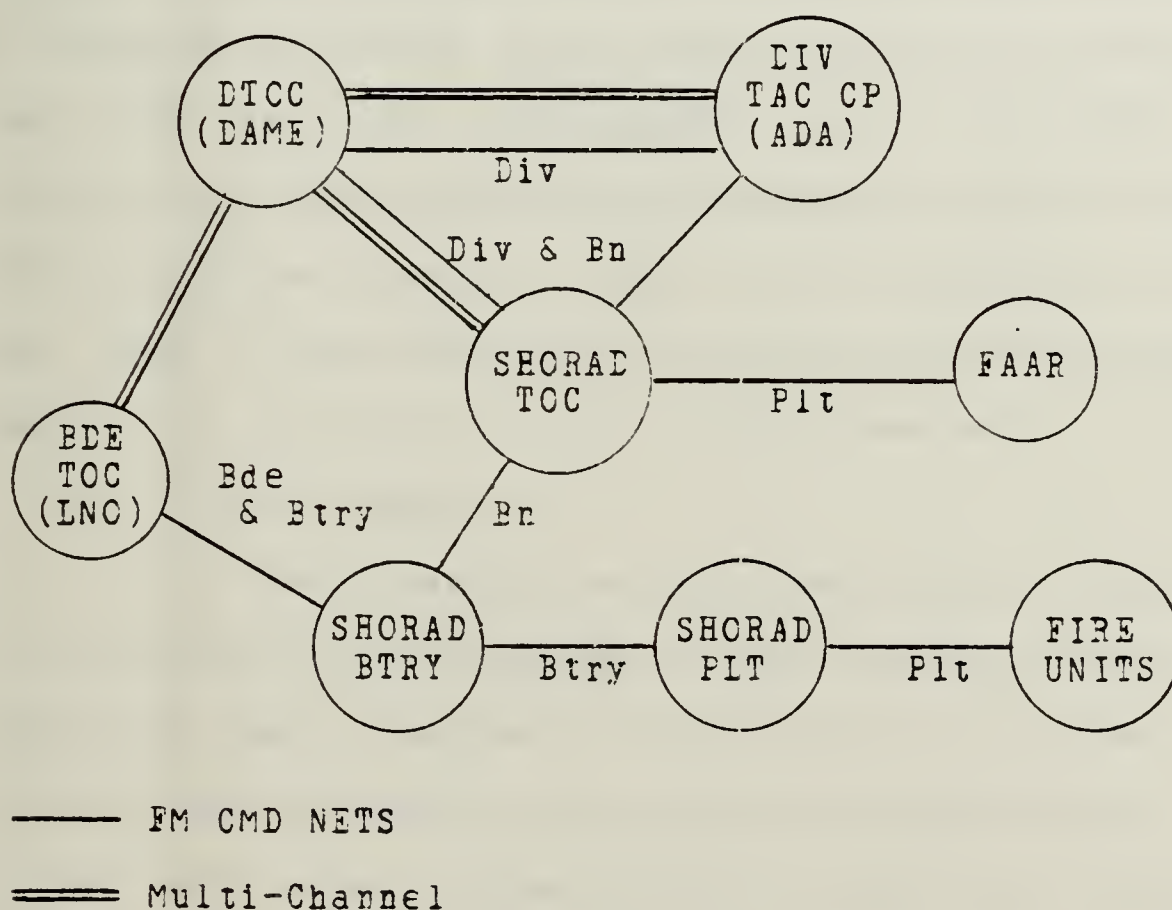 DTCC
(DAME)
DIV
TAC CP
(ADA)
Div
Div & Bn
SHORAD
TOC
FAAR
Plt
BDE
TOC
(LNO)
Bde
& Btry
Bn
SHORAD
BTRY
Btry
SHORAD
PLT
Plt
FIRE
UNITS
FM CMD NETS
Multi-Channel